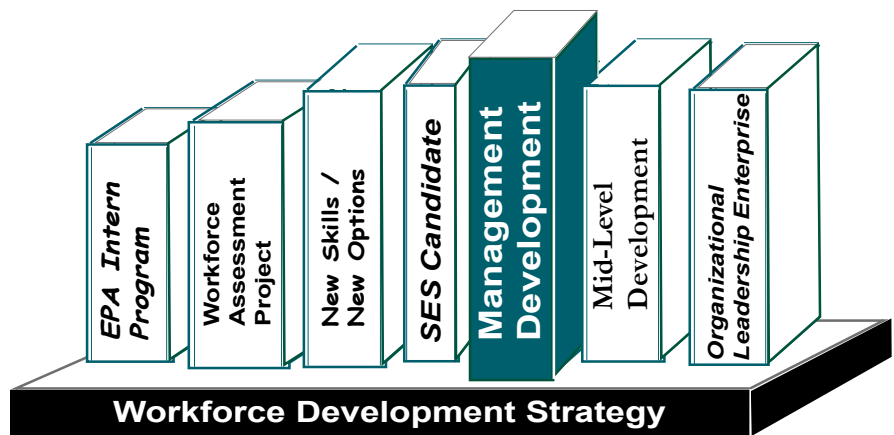 EPA Intern
Program
Workforce
Assessment
Project
New Skills /
New Options
SES Candidate
Management
Development
Mid-Level
Development
Organizational
Leadership Enterprise
Workforce Development Strategy